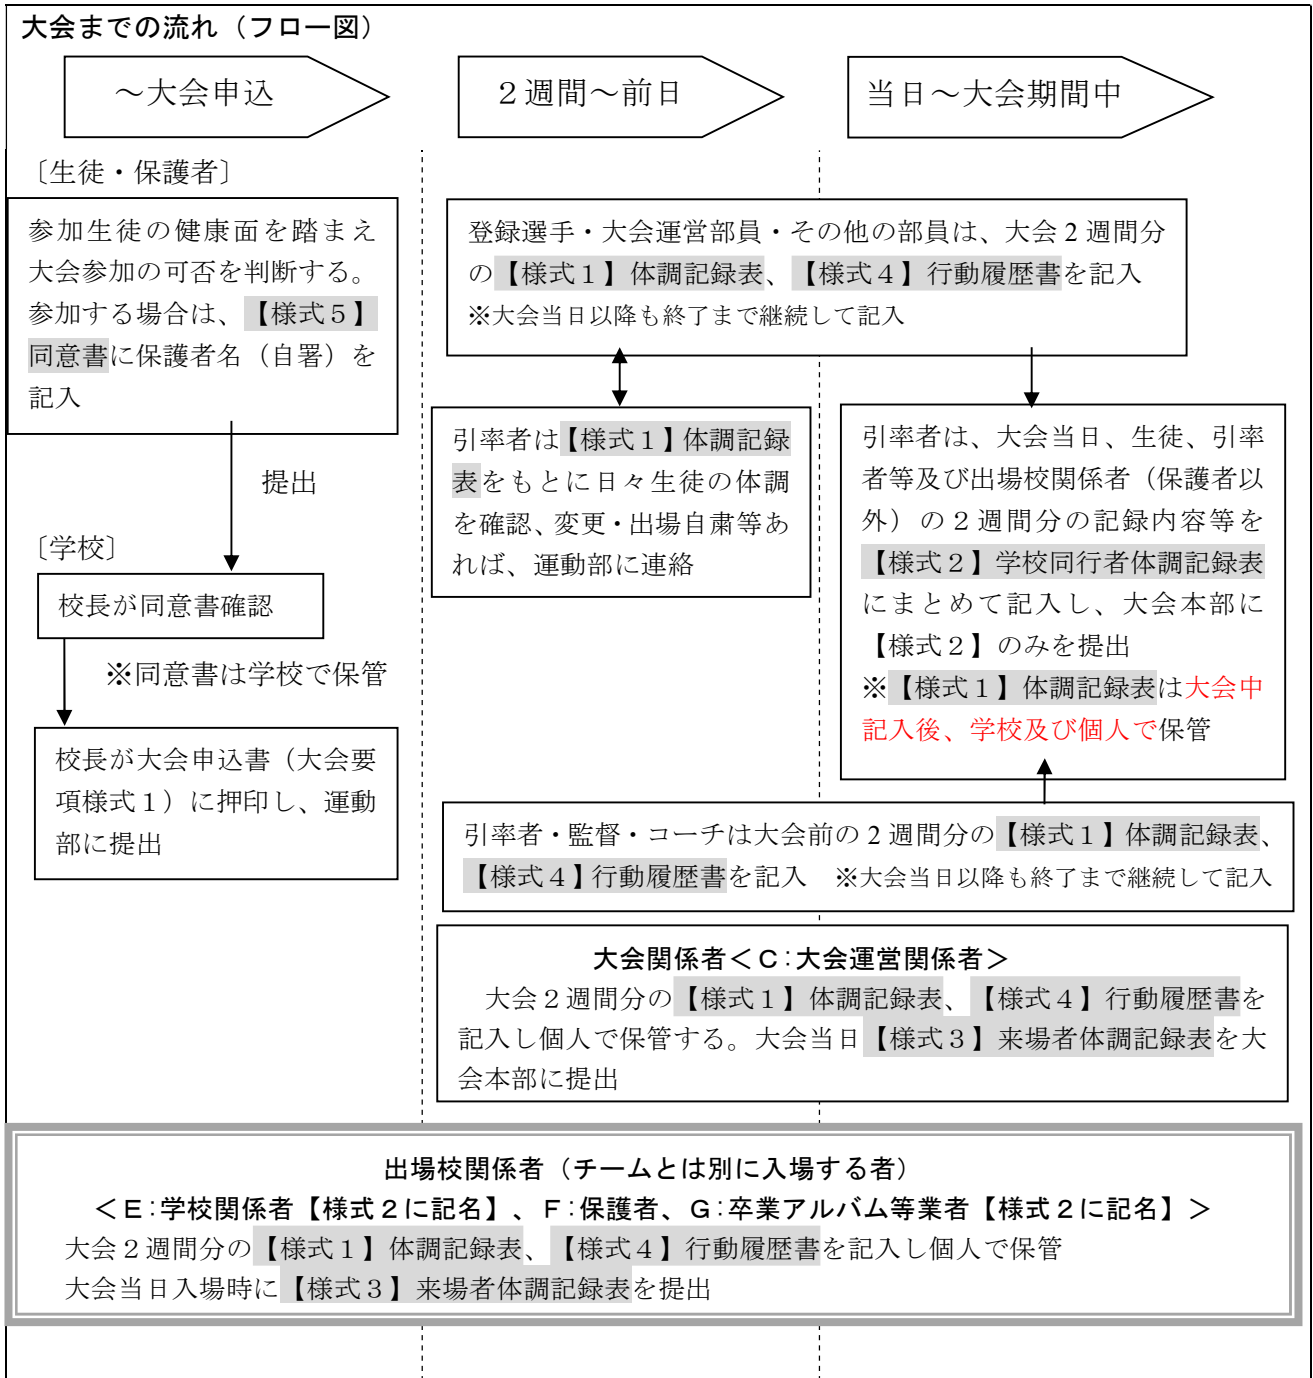 大会までの流れ（フロー図）
～大会申込
２週間～前日
当日～大会期間中
〔生徒・保護者〕
参加生徒の健康面を踏まえ
大会参加の可否を判断する。
参加する場合は、【様式５】
同意書に保護者名（自署）を
記入
提出
〔学校〕
校長が同意書確認
※同意書は学校で保管
校長が大会申込書（大会要
項様式１）に押印し、運動
部に提出
登録選手・大会運営部員・その他の部員は、大会２週間分
の【様式１】体調記録表、【様式４】行動履歴書を記入
※大会当日以降も終了まで継続して記入
引率者は【様式１】体調記録
表をもとに日々生徒の体調
を確認、変更・出場自粛等あ
れば、運動部に連絡
引率者は、大会当日、生徒、引率
者等及び出場校関係者（保護者以
外）の２週間分の記録内容等を
【様式２】学校同行者体調記録表
にまとめて記入し、大会本部に
【様式２】のみを提出
※【様式１】体調記録表は大会中
記入後、学校及び個人で保管
引率者・監督・コーチは大会前の２週間分の【様式１】体調記録表、
【様式４】行動履歴書を記入　※大会当日以降も終了まで継続して記入
大会関係者＜Ｃ：大会運営関係者＞
大会２週間分の【様式１】体調記録表、【様式４】行動履歴書を
記入し個人で保管する。大会当日【様式３】来場者体調記録表を大
会本部に提出
出場校関係者（チームとは別に入場する者）
＜Ｅ：学校関係者【様式２に記名】、Ｆ：保護者、Ｇ：卒業アルバム等業者【様式２に記名】＞
大会２週間分の【様式１】体調記録表、【様式４】行動履歴書を記入し個人で保管
大会当日入場時に【様式３】来場者体調記録表を提出